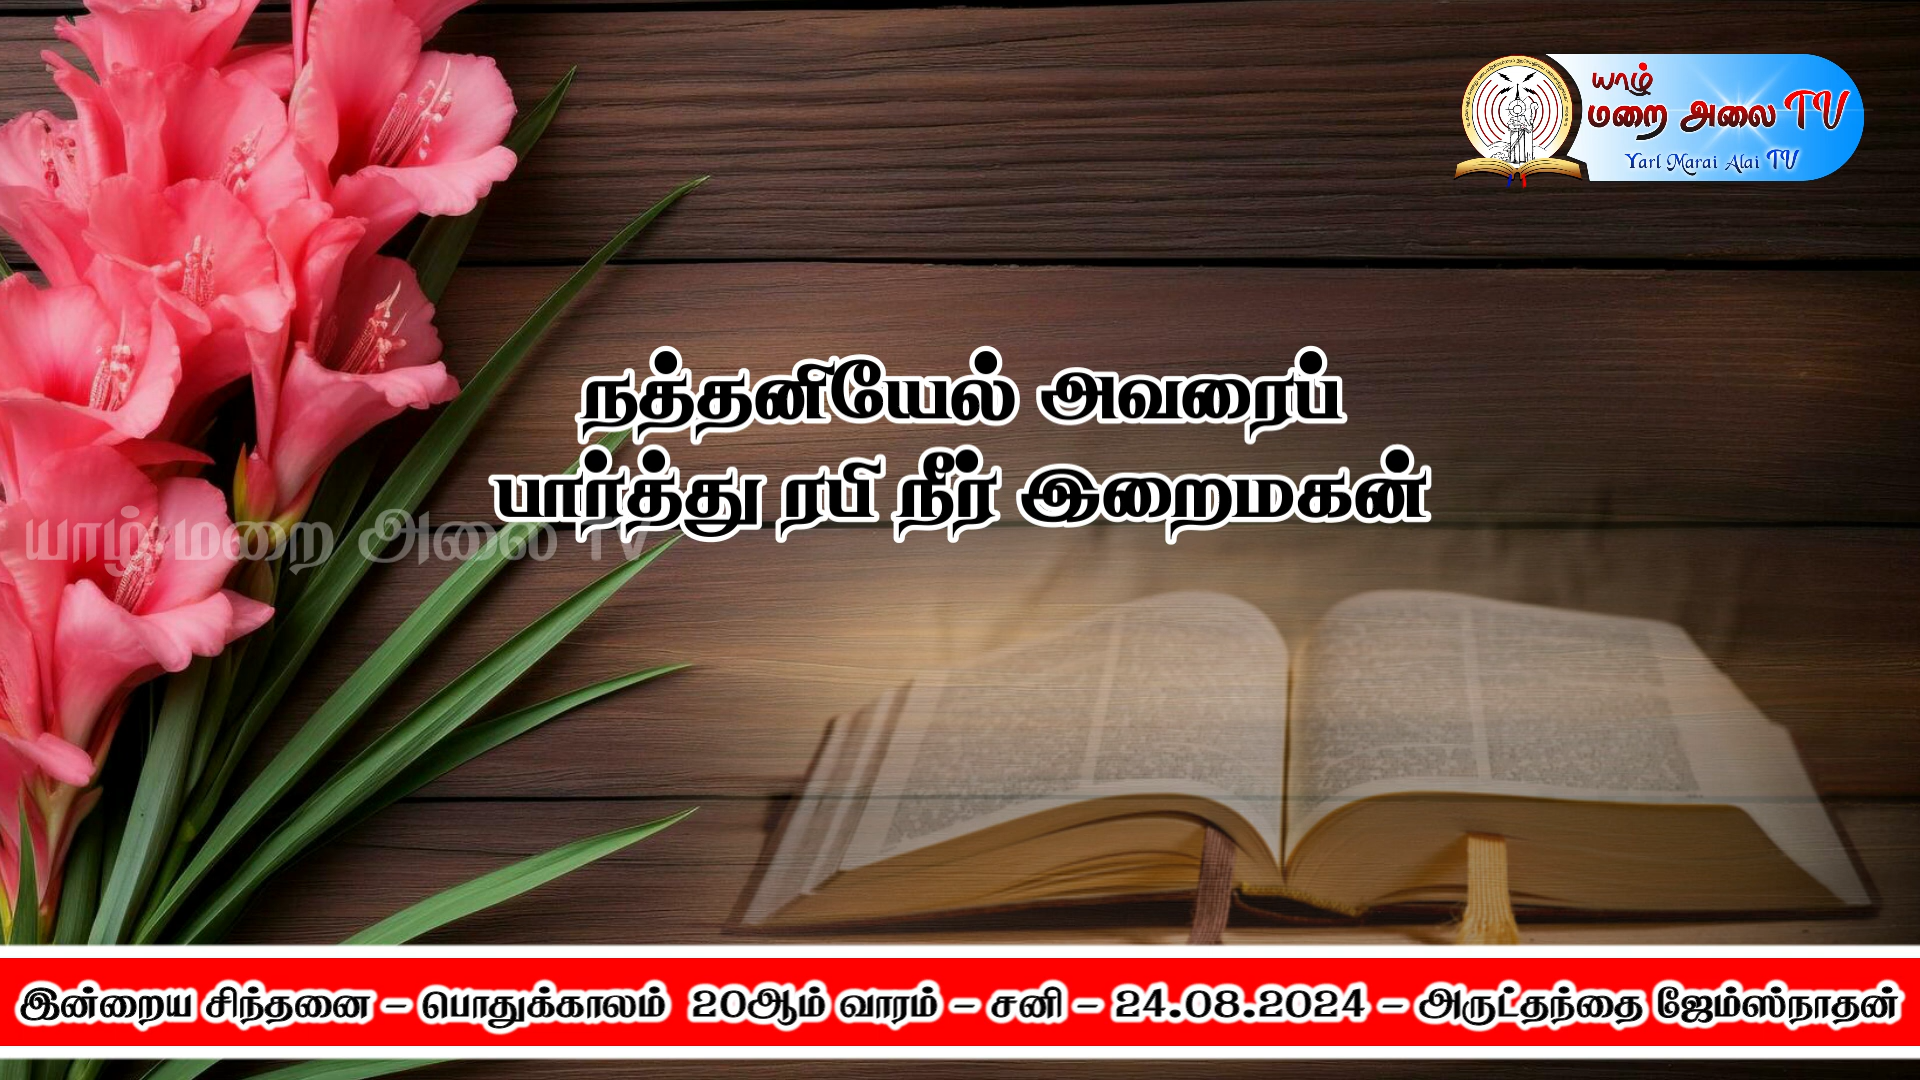 யாழ்
மறை அலை TV
Yarl Marai Alai TV
நத்தனியேல் அவரைப்
பார்த்து ரபி நீர் இறைமகன்
யாழ் மறை அலை TV
இன்றைய சிந்தனை – பொதுக்காலம் 20ஆம் வாரம் – சனி – 24.08.2024 – அருட்தந்தை ஜேம்ஸ்நாதன்